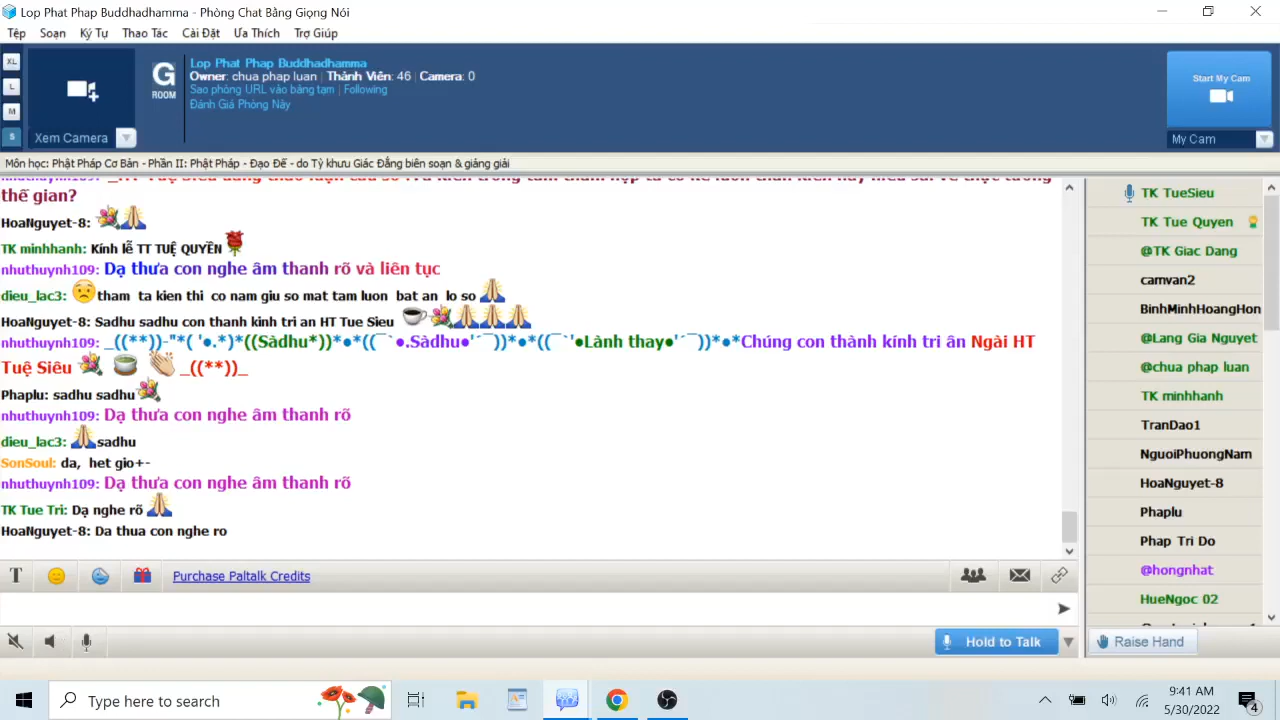 Lop Phat Phap Buddhadhamma - Phòng Chat Bằng Giọng Nói
Tệp Soạn Ký Tự Thao Tác Cài Đặt Ưa Thích Trợ Giúp
XL
L
M
S
Xem Camera
G
ROOM
Lop Phat Phap Buddhadhamma
Owner: chua phap luan | Thành Viên: 46 | Camera: 0
Sao phỏng URL vào bảng tạm | Following
Đánh Giá Phòng Này
Start My Cam
My Cam
Môn học: Phật Pháp Cơ Bản - Phần II: Phật Pháp - Đạo Đế - do Tỳ khưu Giác Đẳng biên soạn & giảng giải
thế gian?
HoaNguyet-8:
TK minhhanh: Kính lễ TT TUỆ QUYỀN
nhuthuynh109: Dạ thưa con nghe âm thanh rõ và liên tục
dieu_lac3: tham ta kien thi co nam giu so mat tam luon bat an lo so
HoaNguyet-8: Sadhu sadhu con thanh kinh tri an HT Tue Sieu
nhuthuynh109: _((**))-"*( '●.*)*((Sàdhu*))*●*((¯`●.Sàdhu●'´¯))*●*((¯`'●Lành thay●'´¯))*●*Chúng con thành kính tri ân Ngài HT
Tuệ Siêu _((**))_
Phaplu: sadhu sadhu
nhuthuynh109: Dạ thưa con nghe âm thanh rõ
dieu_lac3: sadhu
SonSoul: da, het gio+-
nhuthuynh109: Dạ thưa con nghe âm thanh rõ
TK Tue Tri: Dạ nghe rõ
HoaNguyet-8: Da thua con nghe ro
TK TueSieu
TK Tue Quyen
@TK Giac Dang
camvan2
BinhMinhHoangHon
@Lang Gia Nguyet
@chua phap luan
TK minhhanh
TranDao1
NguoiPhuongNam
HoaNguyet-8
Phaplu
Phap Tri Do
@hongnhat
HueNgoc 02
T
Purchase Paltalk Credits
Hold to Talk
Raise Hand
Type here to search
9:41 AM
5/30/2022
4